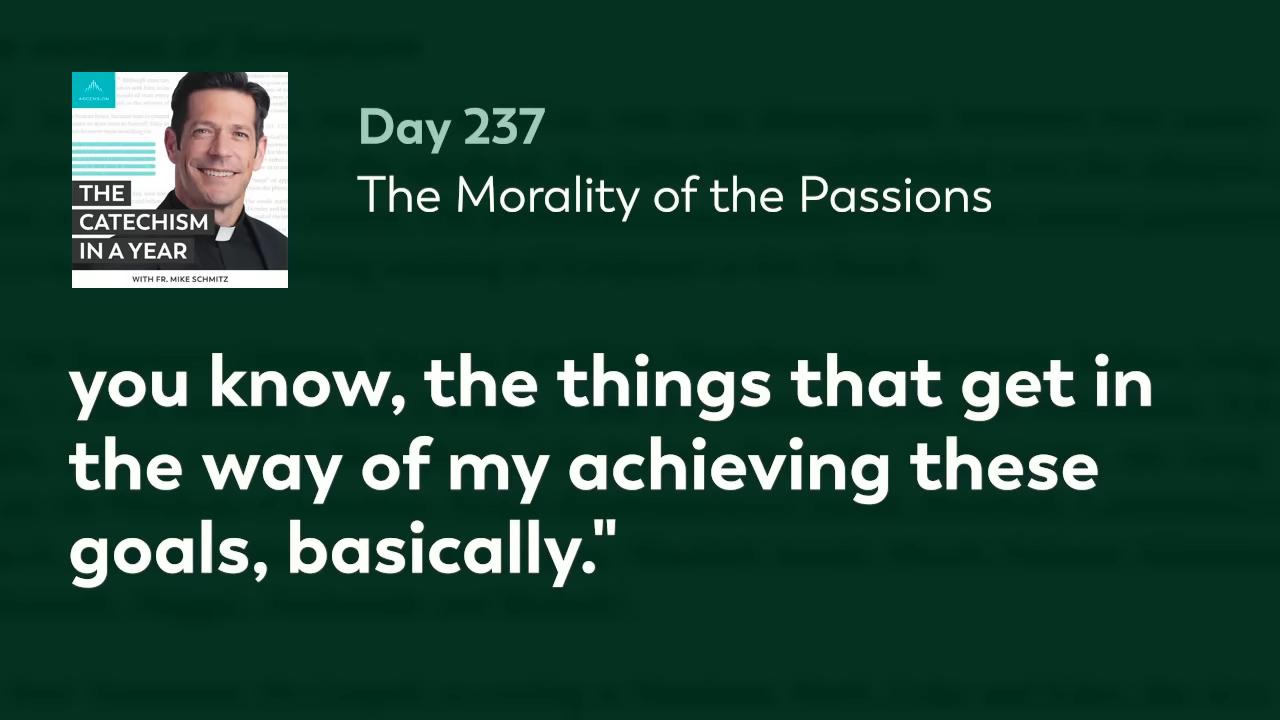 ASCENSION
THE
CATECHISM
IN A YEAR
WITH FR. MIKE SCHMITZ
Day 237
The Morality of the Passions
you know, the things that get in
the way of my achieving these
goals, basically."